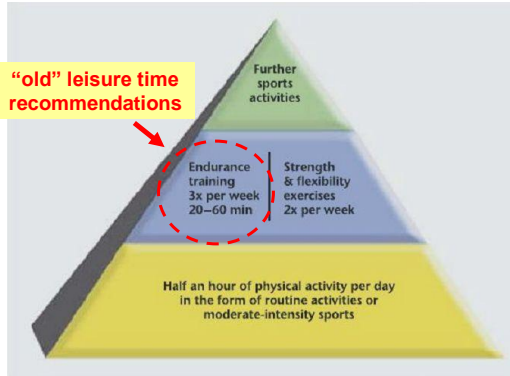 Further
sports
activities
“old” leisure time
recommendations
Endurance
training
3x per week
20–60 min
Strength
& flexibility
exercises
2x per week
Half an hour of physical activity per day
in the form of routine activities or
moderate-intensity sports